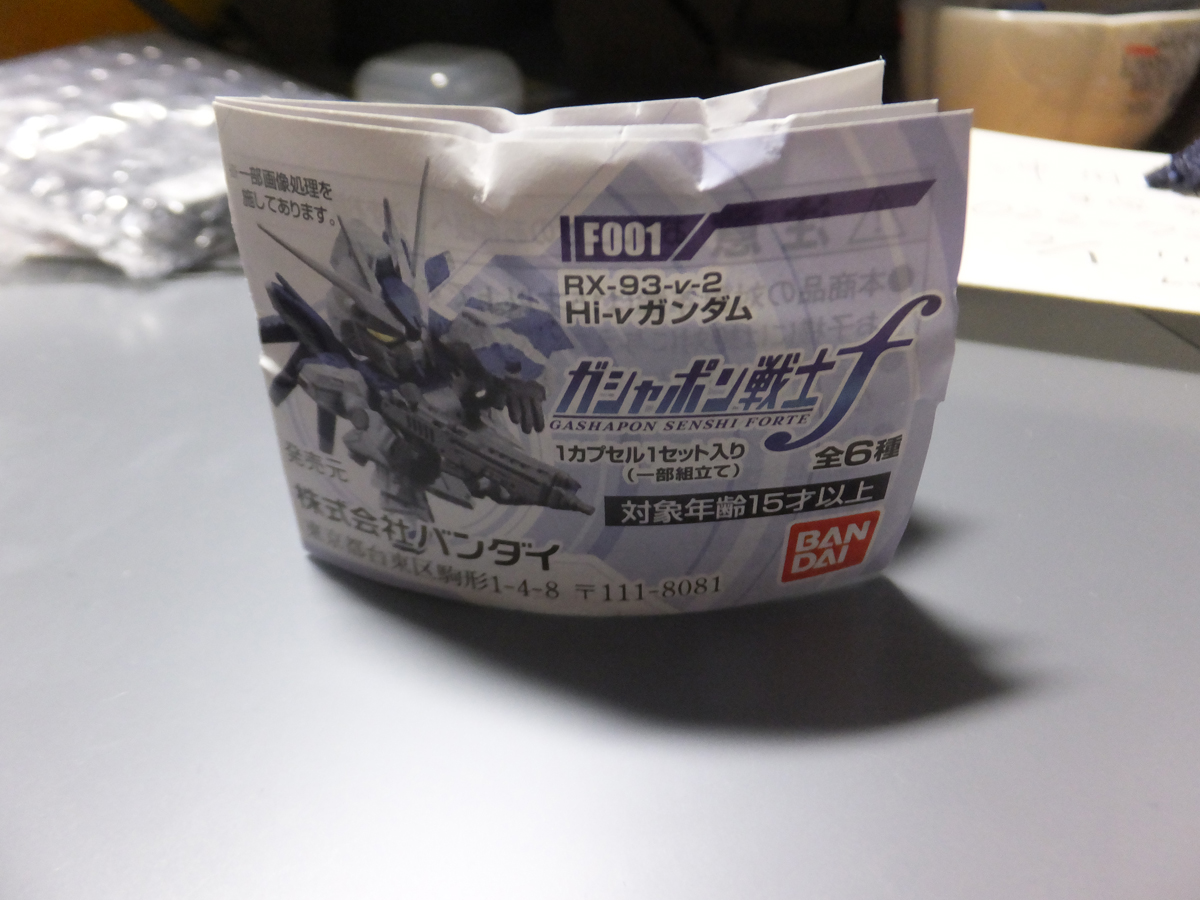 ※一部画像処理を
施してあります。
F001
RX-93-ν-2
Hi-νガンダム
ガシャポン戦士f
GASHAPON SENSHI FORTE
1カプセル1セット入り
(一部組立て)
全6種
対象年齢15才以上
発売元
株式会社バンダイ
東京都台東区駒形1-4-8 〒111-8081
BAN
DAI